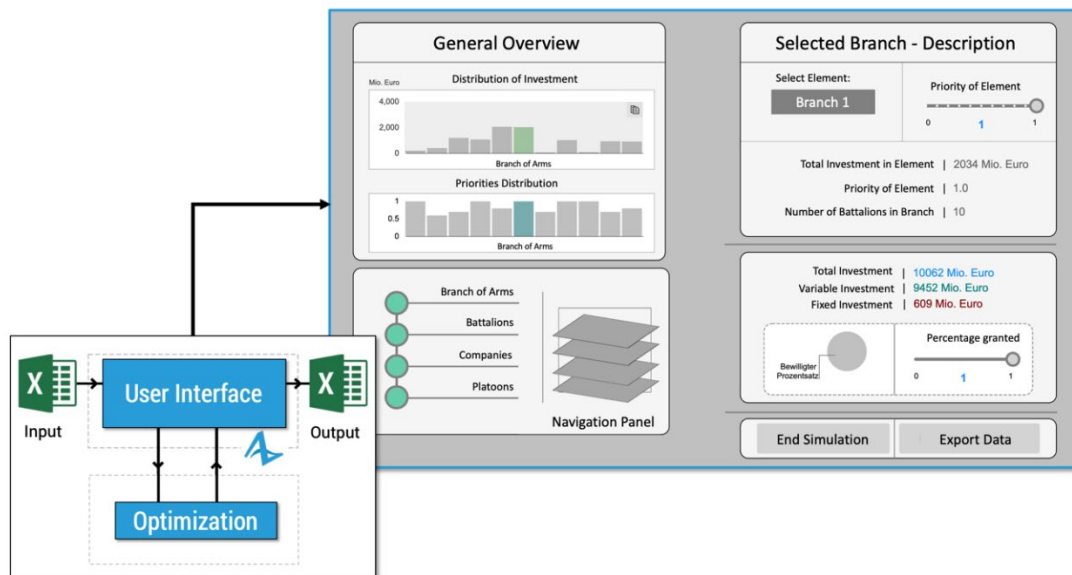 General Overview
Distribution of Investment
Mio. Euro
4,000
2,000
0
Branch of Arms
Priorities Distribution
1
0.5
0
Branch of Arms
Branch of Arms
Battalions
Companies
Platoons
Navigation Panel
Selected Branch - Description
Select Element:
Branch 1
Priority of Element
0 1 1
Total Investment in Element | 2034 Mio. Euro
Priority of Element | 1.0
Number of Battalions in Branch | 10
Total Investment | 10062 Mio. Euro
Variable Investment | 9452 Mio. Euro
Fixed Investment | 609 Mio. Euro
Bewilligter
Prozentsatz
Percentage granted
0 1 1
End Simulation
Export Data
X
Input
User Interface
X
Output
Optimization